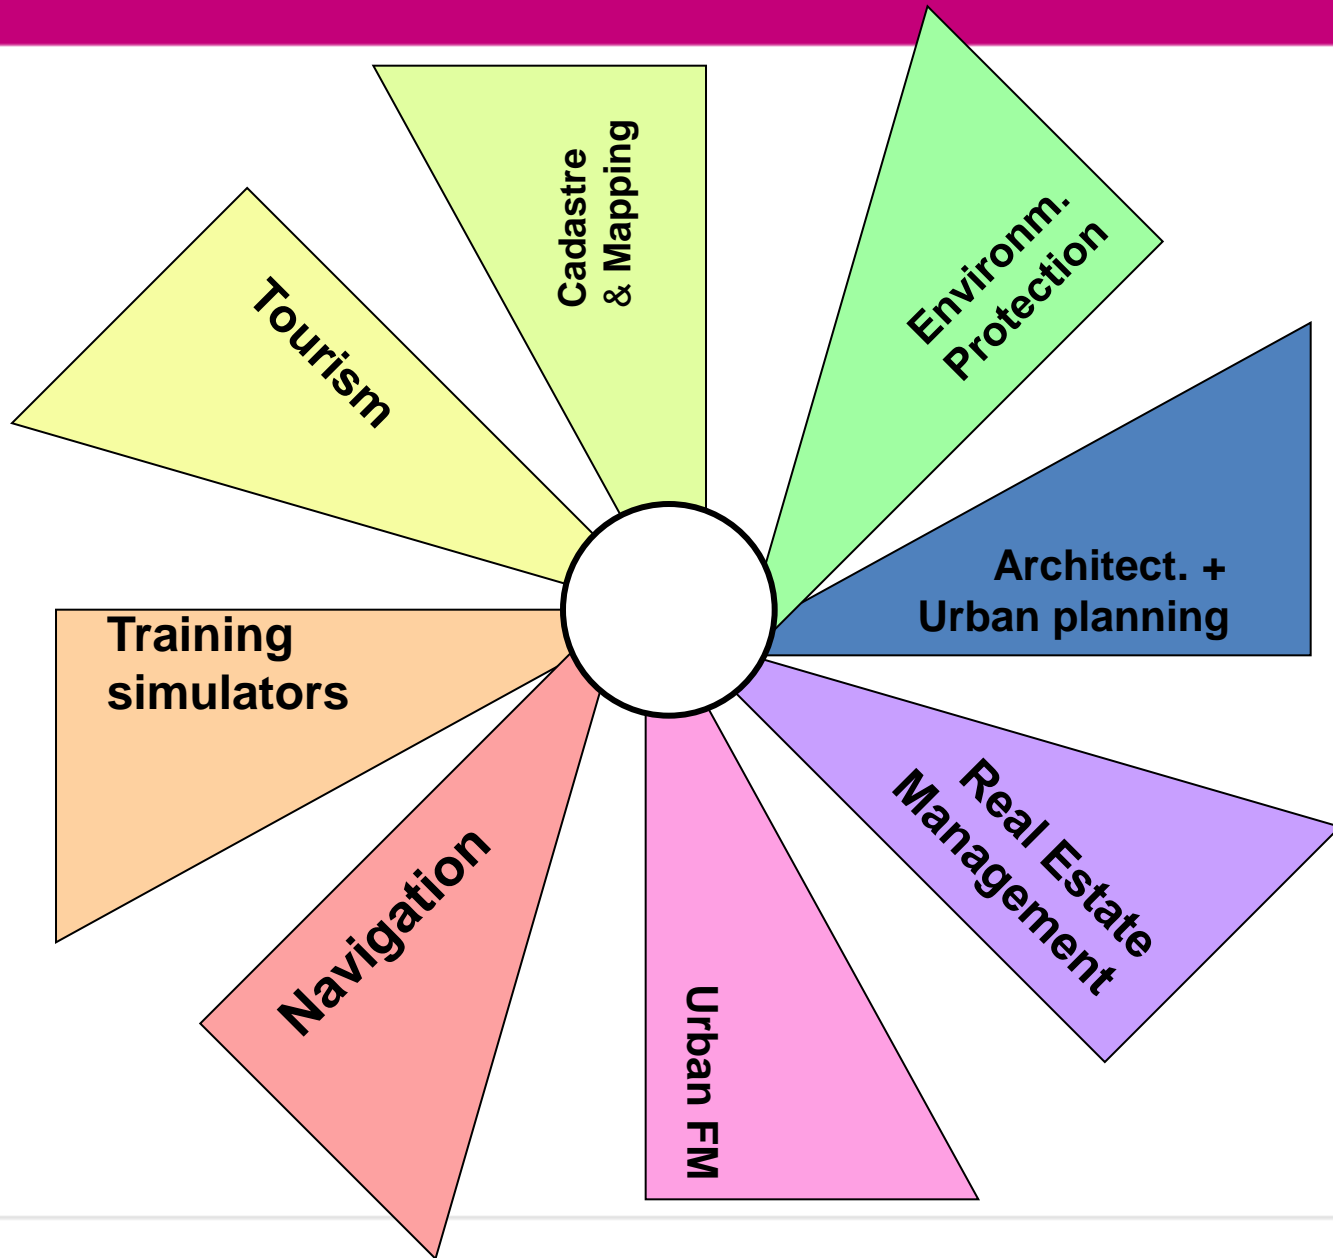 Cadastre
& Mapping
Environm.
Protection
Tourism
Architect. +
Urban planning
Training
simulators
Real Estate
Management
Navigation
Urban FM